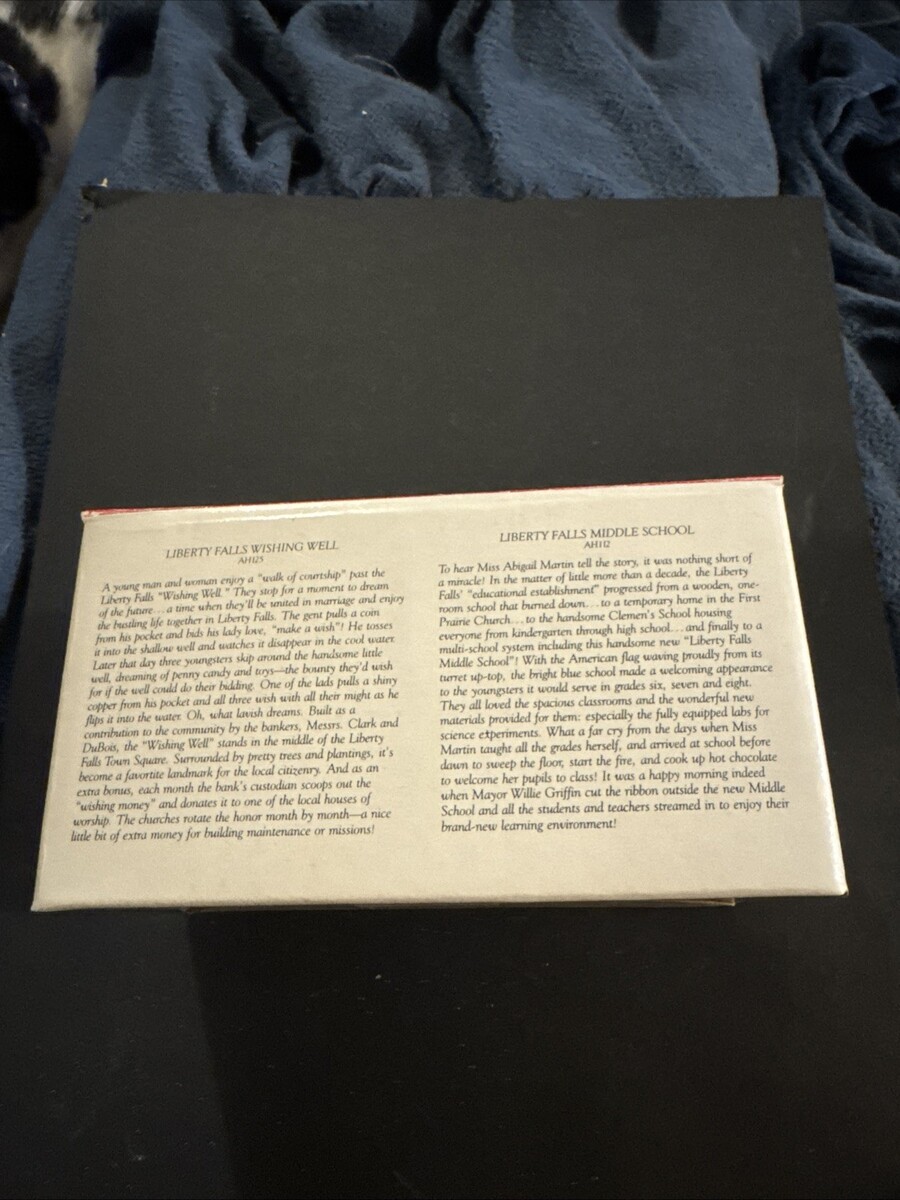 LIBERTY FALLS WISHING WELL
AH125
A young man and woman enjoy a "walk of courtship" past the
Liberty Falls "Wishing Well." They stop for a moment to dream
of the future...a time when they'll be united in marriage and enjoy
the bustling life together in Liberty Falls. The gent pulls a coin
from his pocket and bids his lady love, "make a wish"! He tosses
it into the shallow well and watches it disappear in the cool water.
Later that day three youngsters skip around the handsome little
well, dreaming of penny candy and toys—the bounty they'd wish
for if the well could do their bidding. One of the lads pulls a shiny
copper from his pocket and all three wish with all their might as he
flips it into the water. Oh, what lavish dreams. Built as a
contribution to the community by the bankers, Messrs. Clark and
DuBois, the "Wishing Well" stands in the middle of the Liberty
Falls Town Square. Surrounded by pretty trees and plantings, it's
become a favortite landmark for the local citizenry. And as an
extra bonus, each month the bank's custodian scoops out the
"wishing money" and donates it to one of the local houses of
worship. The churches rotate the honor month by month—a nice
little bit of extra money for building maintenance or missions!
LIBERTY FALLS MIDDLE SCHOOL
AH112
To hear Miss Abigail Martin tell the story, it was nothing short of
a miracle! In the matter of little more than a decade, the Liberty
Falls' "educational establishment" progressed from a wooden, one-
room school that burned down...to a temporary home in the First
Prairie Church...to the handsome Clemen's School housing
everyone from kindergarten through high school...and finally to a
multi-school system including this handsome new "Liberty Falls
Middle School"! With the American flag waving proudly from its
turret up-top, the bright blue school made a welcoming appearance
to the youngsters it would serve in grades six, seven and eight.
They all loved the spacious classrooms and the wonderful new
materials provided for them: especially the fully equipped labs for
science experiments. What a far cry from the days when Miss
Martin taught all the grades herself, and arrived at school before
dawn to sweep the floor, start the fire, and cook up hot chocolate
to welcome her pupils to class! It was a happy morning indeed
when Mayor Willie Griffin cut the ribbon outside the new Middle
School and all the students and teachers streamed in to enjoy their
brand-new learning environment!